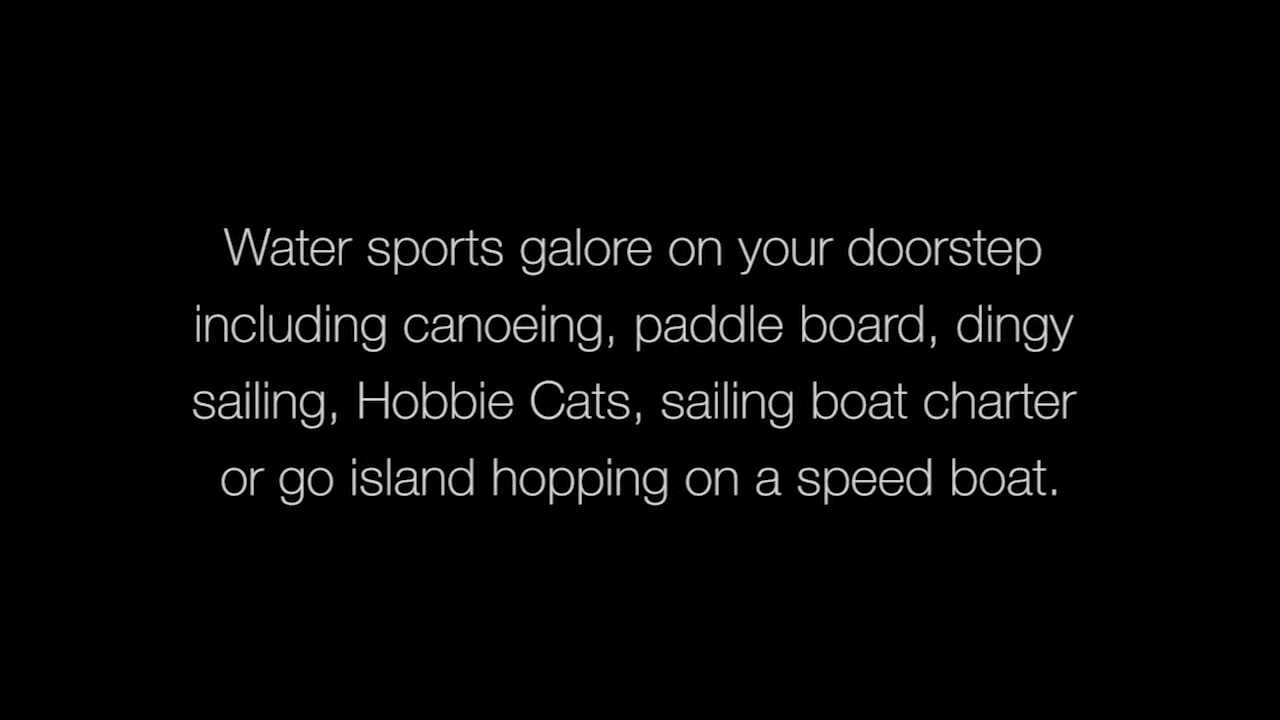 Water sports galore on your doorstep
including canoeing, paddle board, dingy
sailing, Hobbie Cats, sailing boat charter
or go island hopping on a speed boat.